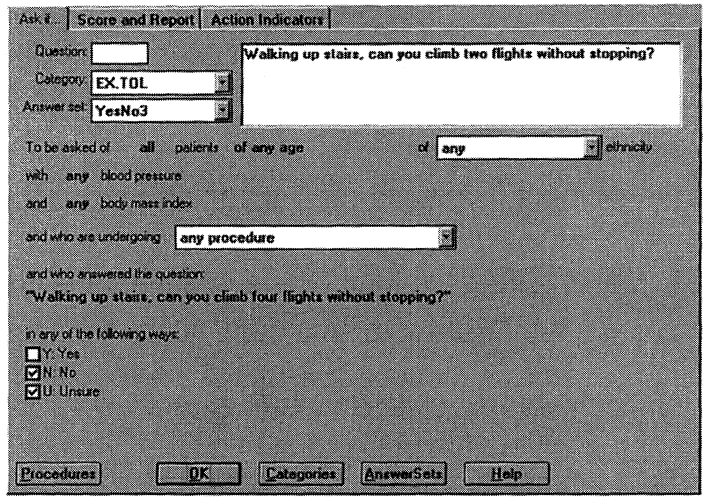 Ask if... Score and Report Action Indicators
Question:
Walking up stairs, can you climb two flights without stopping?
Category: EX.TOL
Answer set: YesNo3
To be asked of all patients of any age of any ethnicity
with any blood pressure
and any body mass index
and who are undergoing any procedure
and who answered the question:
"Walking up stairs, can you climb four flights without stopping?"
in any of the following ways:
Y: Yes
N: No
U: Unsure
Procedures OK Categories AnswerSets Help